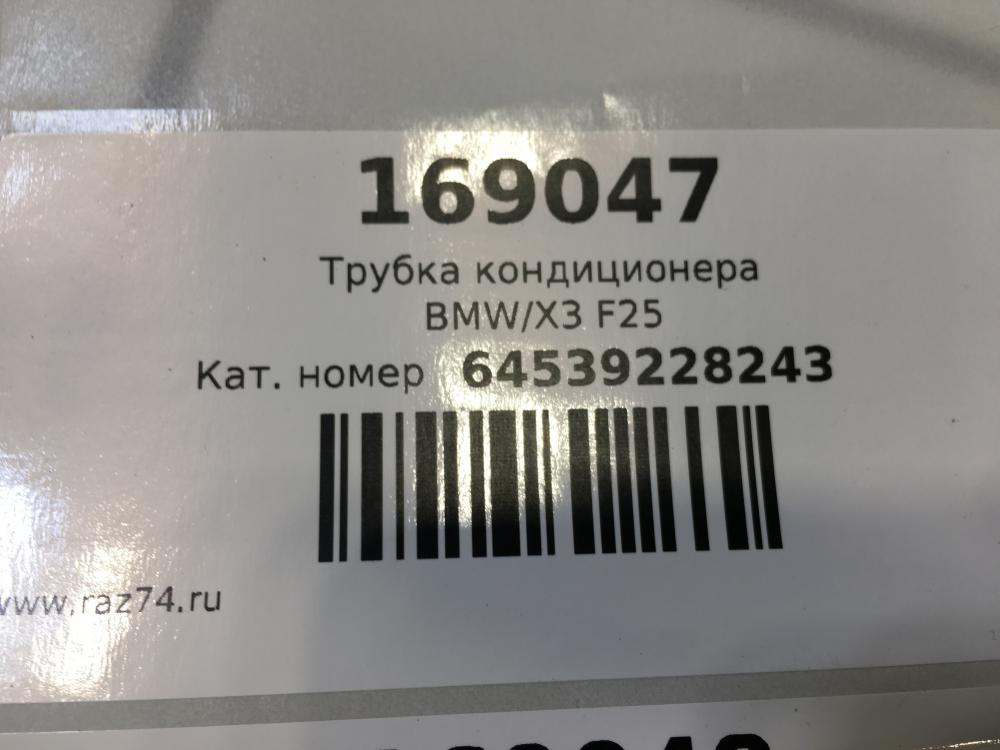 169047
Трубка кондиционера
BMW/X3 F25
Кат. номер 64539228243
www.raz74.ru